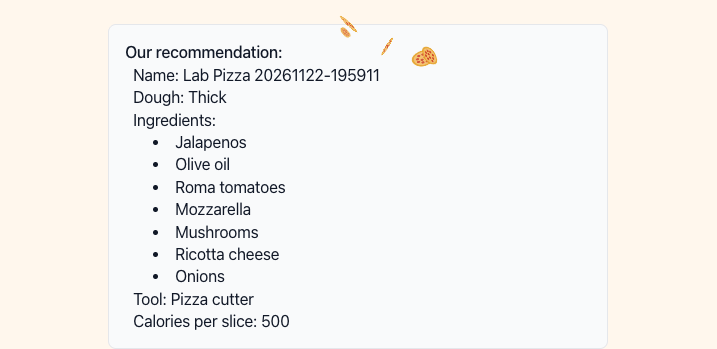 Our recommendation:
Name: Lab Pizza 20261122-195911
Dough: Thick
Ingredients:
• Jalapenos
• Olive oil
• Roma tomatoes
• Mozzarella
• Mushrooms
• Ricotta cheese
• Onions
Tool: Pizza cutter
Calories per slice: 500